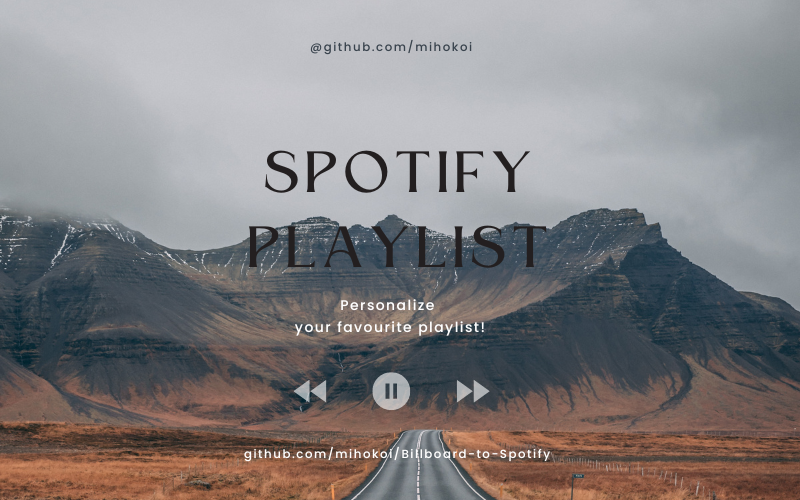 @github.com/mihokoi
SPOTIFY
PLAYLIST
Personalize
your favourite playlist!
github.com/mihokoi/Billboard-to-Spotify